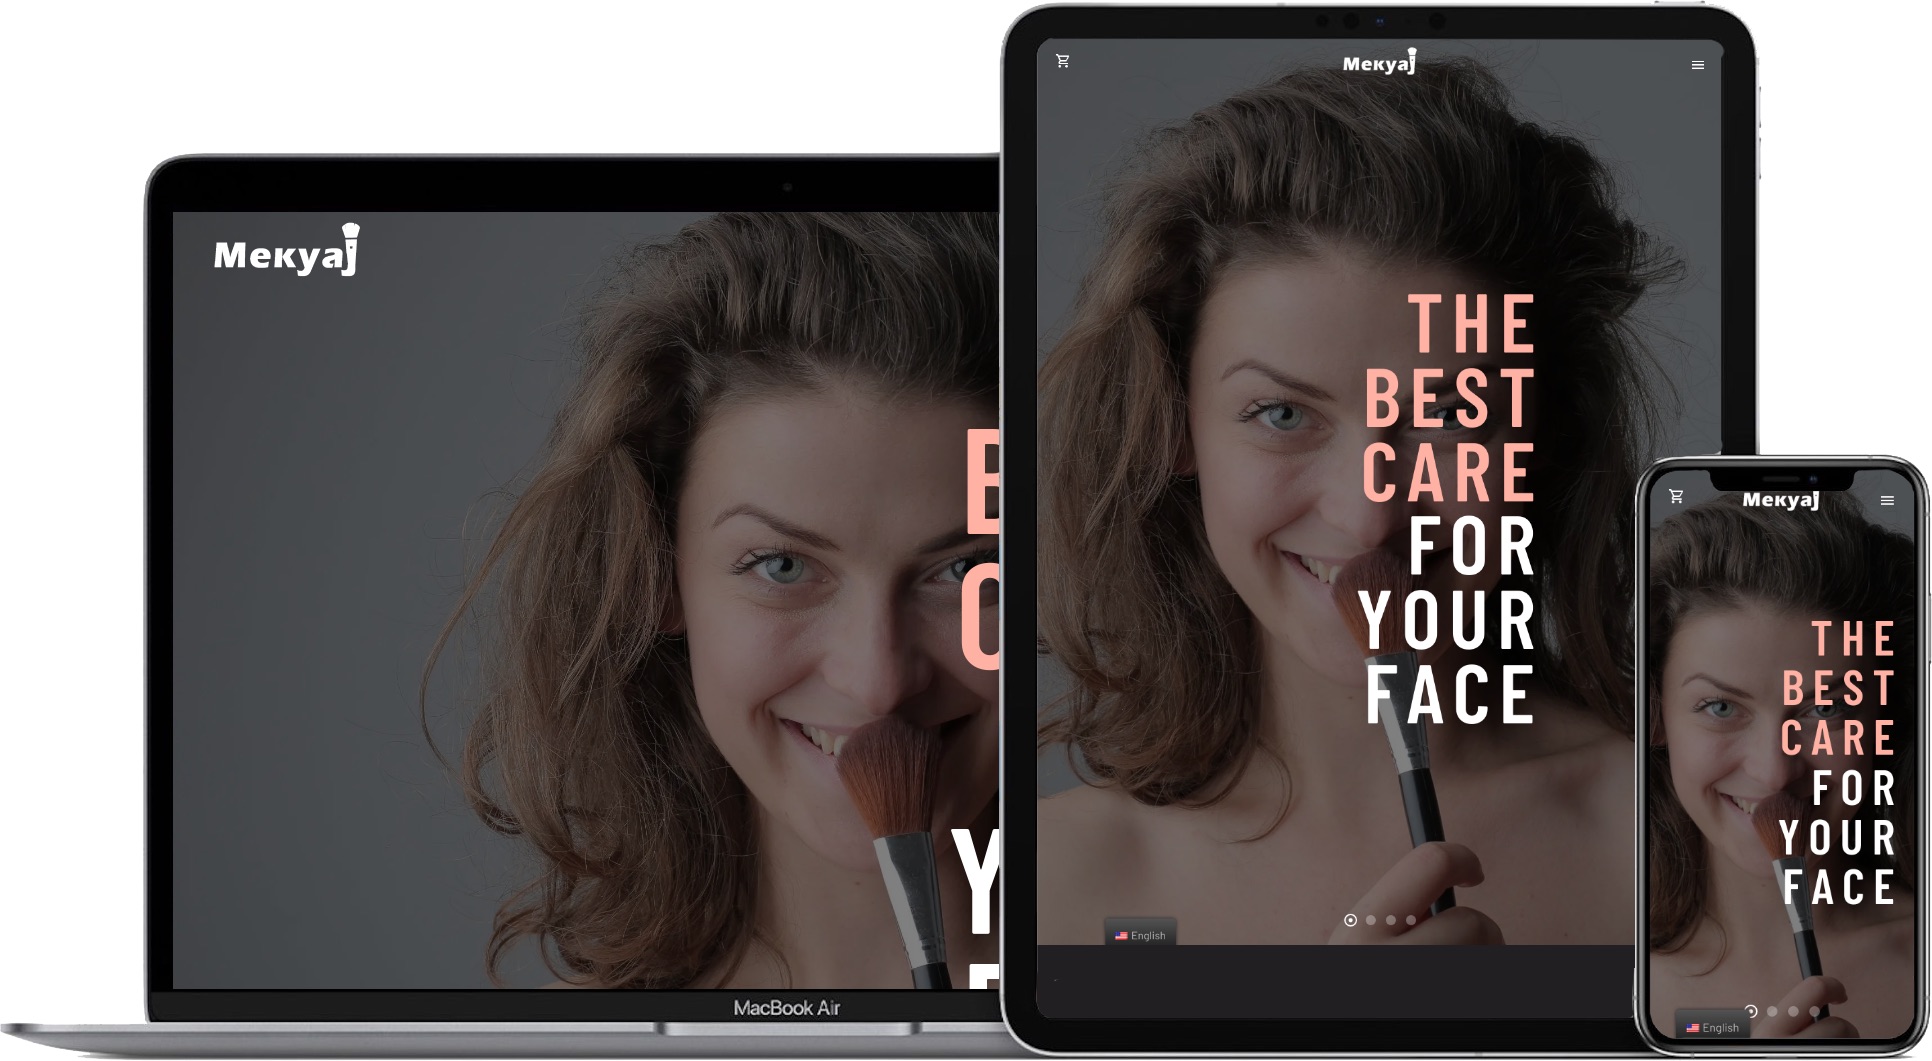 Mekyaj
B
C
Y
MacBook Air
Mekyaj
THE
BEST
CARE
FOR
YOUR
FACE
English
Mekyaj
THE
BEST
CARE
FOR
YOUR
FACE
English